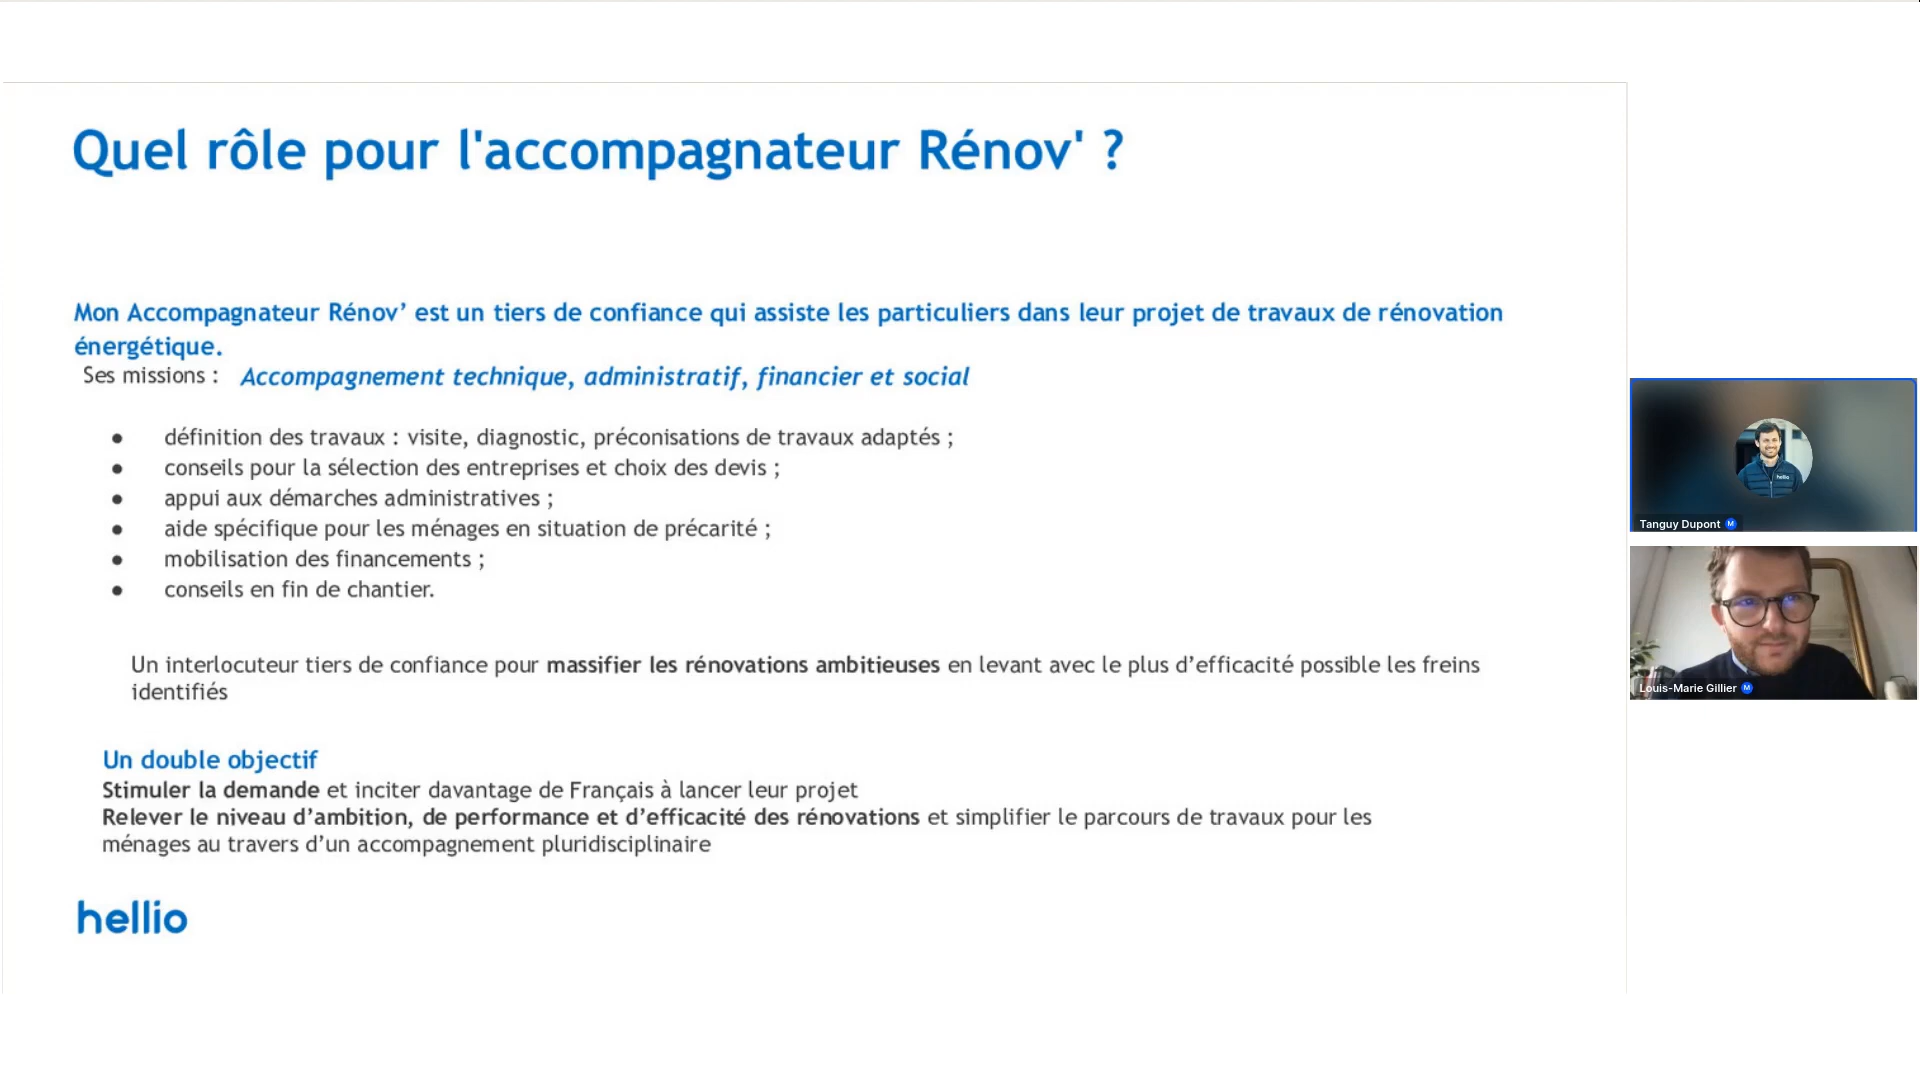 Quel rôle pour l'accompagnateur Rénov' ?
Mon Accompagnateur Rénov’ est un tiers de confiance qui assiste les particuliers dans leur projet de travaux de rénovation
énergétique.
Ses missions : Accompagnement technique, administratif, financier et social
● définition des travaux : visite, diagnostic, préconisations de travaux adaptés ;
● conseils pour la sélection des entreprises et choix des devis ;
● appui aux démarches administratives ;
● aide spécifique pour les ménages en situation de précarité ;
● mobilisation des financements ;
● conseils en fin de chantier.
Un interlocuteur tiers de confiance pour massifier les rénovations ambitieuses en levant avec le plus d’efficacité possible les freins
identifiés
Un double objectif
Stimuler la demande et inciter davantage de Français à lancer leur projet
Relever le niveau d’ambition, de performance et d’efficacité des rénovations et simplifier le parcours de travaux pour les
ménages au travers d’un accompagnement pluridisciplinaire
hellio
hellio
Tanguy Dupont M
Louis-Marie Gillier M